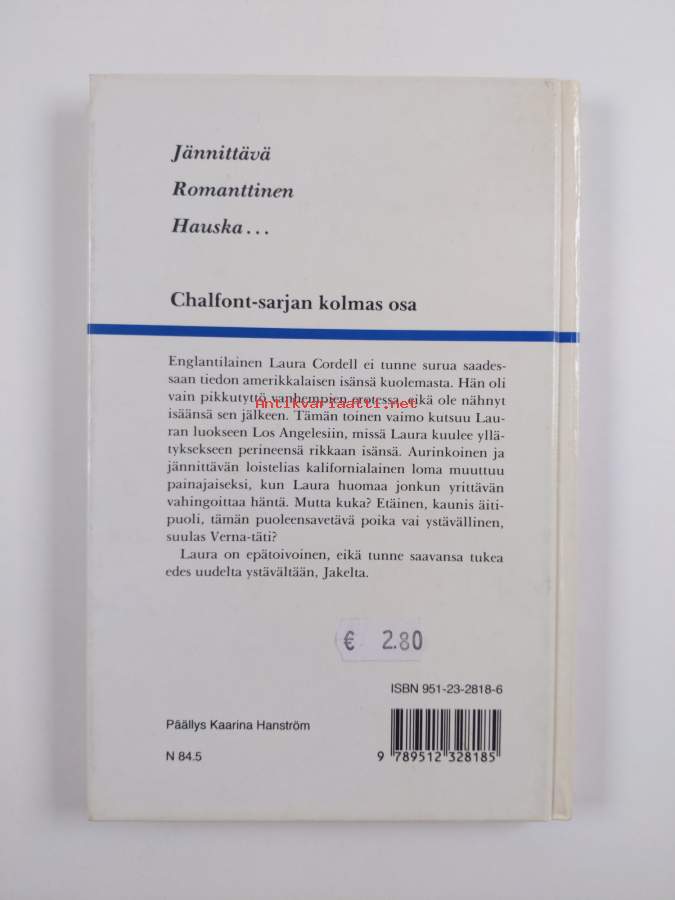 Jännittävä
Romanttinen
Hauska...
Chalfont-sarjan kolmas osa
Englantilainen Laura Cordell ei tunne surua saades-
saan tiedon amerikkalaisen isänsä kuolemasta. Hän oli
vain pikkutyttö vanhempien erotessa, eikä ole nähnyt
Antikvariaatti.net
isäänsä sen jälkeen. Tämän toinen vaimo kutsuu Lau-
ran luokseen Los Angelesiin, missä Laura kuulee yllä-
tyksekseen perineensä rikkaan isänsä. Aurinkoinen ja
jännittävän loistelias kalifornialainen loma muuttuu
painajaiseksi, kun Laura huomaa jonkun yrittävän
vahingoittaa häntä. Mutta kuka? Etäinen, kaunis äiti-
puoli, tämän puoleensavetävä poika vai ystävällinen,
suulas Verna-täti?
Laura on epätoivoinen, eikä tunne saavansa tukea
edes uudelta ystävältään, Jakelta.
€ 2.80
ISBN 951-23-2818-6
Päällys Kaarina Hanström
N 84.5
9 789512 328185